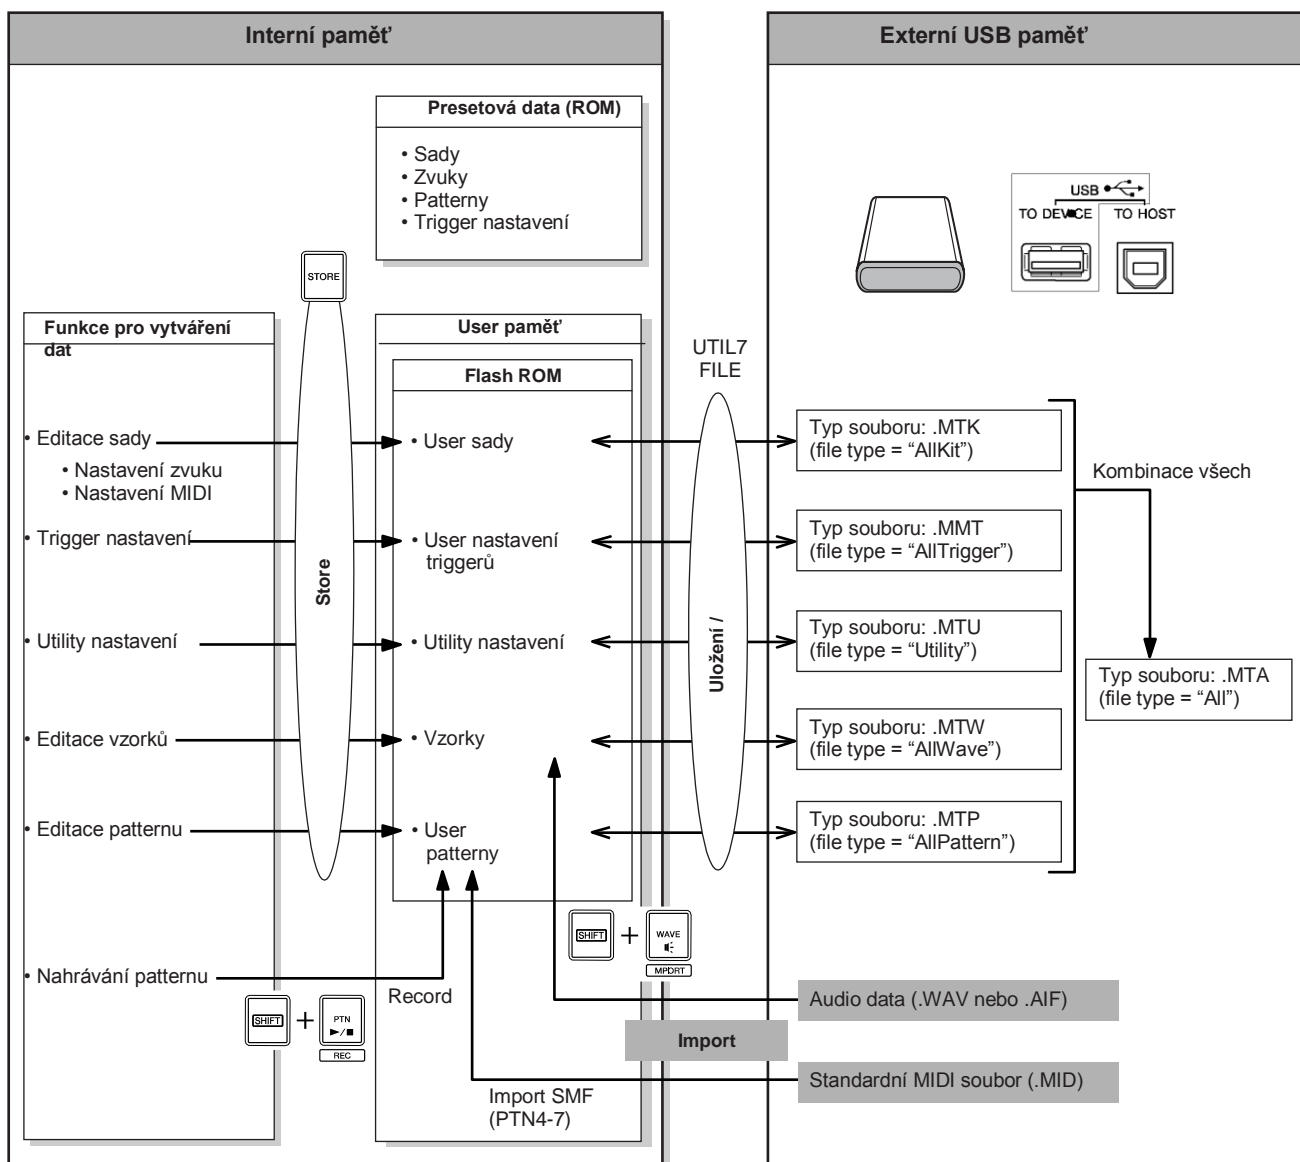 Interní paměť
Externí USB paměť
Presetová data (ROM)
• Sady
• Zvuky
• Patterny
• Trigger nastavení
USB
TO DEVICE
TO HOST
STORE
Funkce pro vytváření
dat
User paměť
Flash ROM
UTIL7
FILE
• Editace sady
• Nastavení zvuku
• Nastavení MIDI
• Trigger nastavení
• Utility nastavení
• Editace vzorků
• Editace patternu
• Nahrávání patternu
Store
• User sady
• User nastavení
triggerů
• Utility nastavení
• Vzorky
• User
patterny
Uložení /
Typ souboru: .MTK
(file type = “AllKit”)
Typ souboru: .MMT
(file type = “AllTrigger”)
Typ souboru: .MTU
(file type = “Utility”)
Typ souboru: .MTW
(file type = “AllWave”)
Typ souboru: .MTP
(file type = “AllPattern”)
Kombinace všech
Typ souboru: .MTA
(file type = “All”)
SHIFT
+
WAVE
MPORT
Record
SHIFT
+
PTN
►/■
REC
Audio data (.WAV nebo .AIF)
Import
Standardní MIDI soubor (.MID)
Import SMF
(PTN4-7)